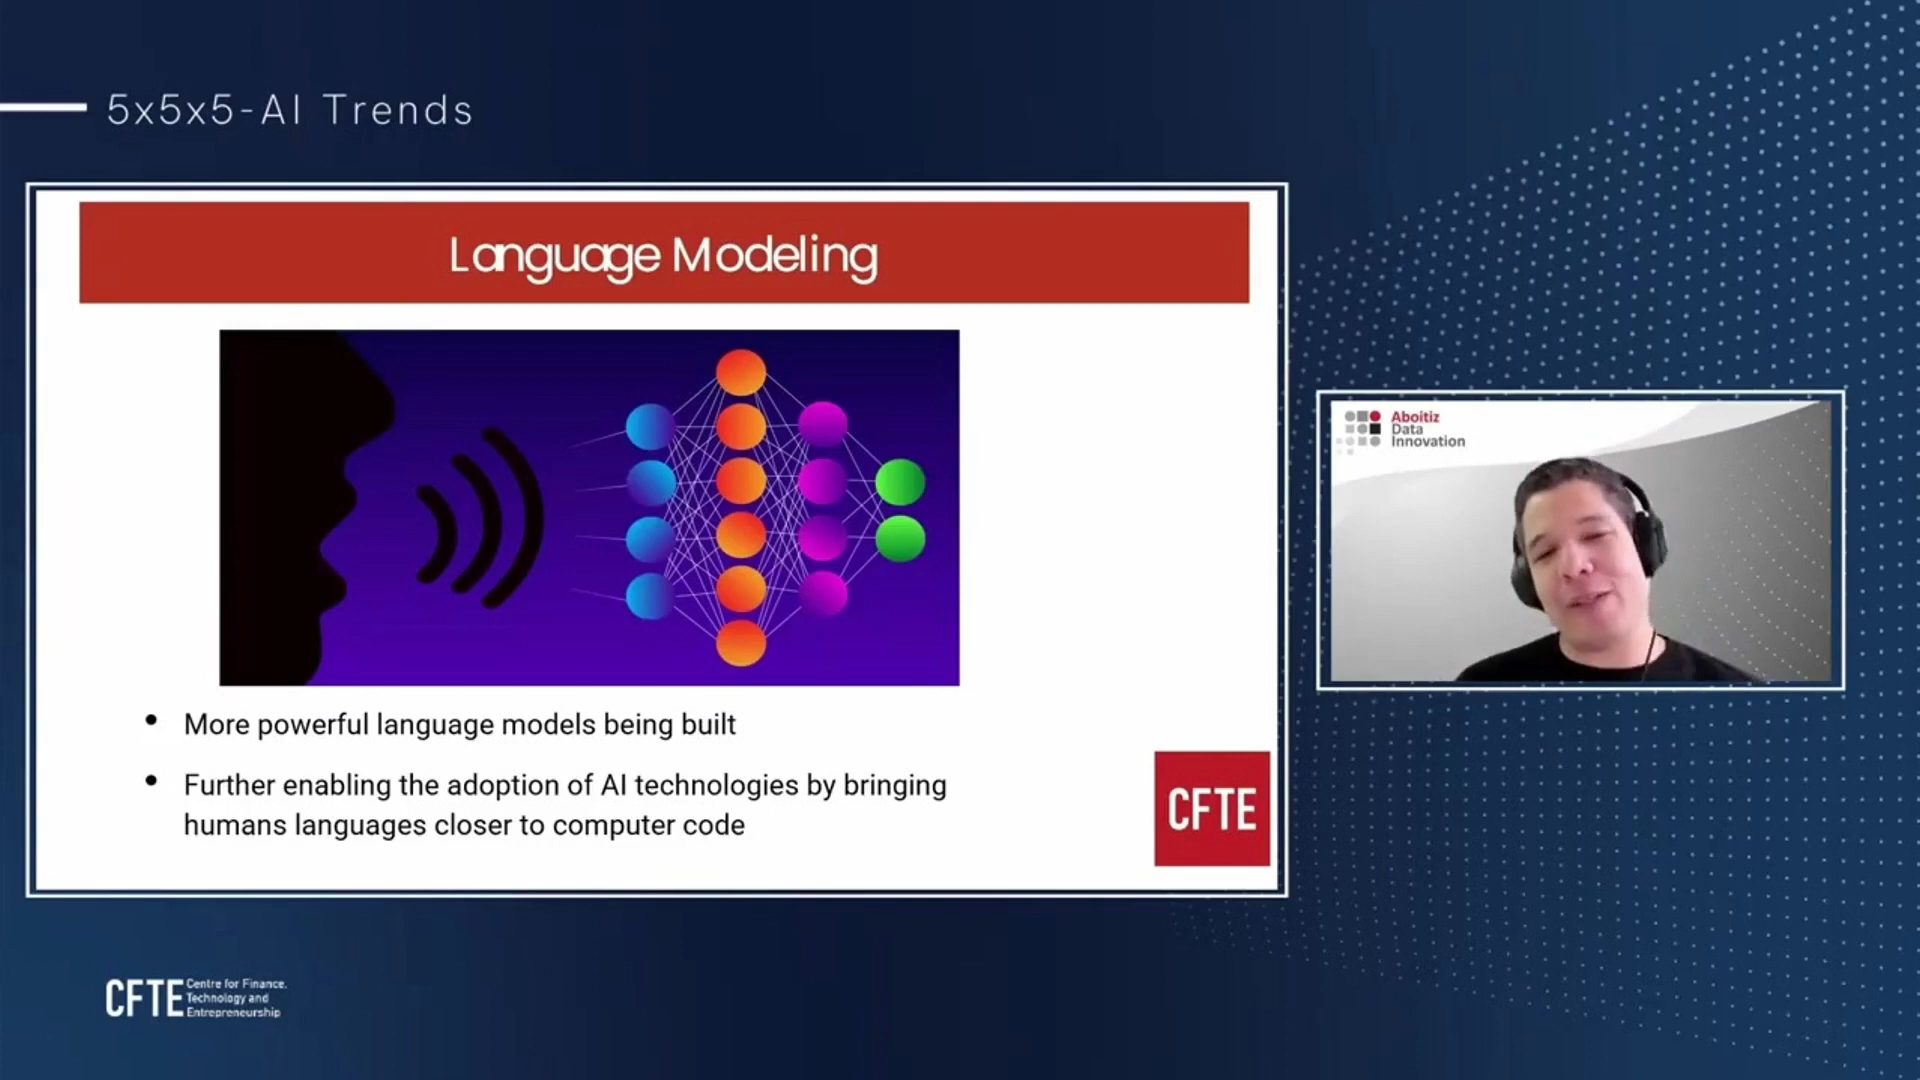 5x5x5-AI Trends
Language Modeling
• More powerful language models being built
• Further enabling the adoption of AI technologies by bringing
humans languages closer to computer code
CFTE
Aboitiz
Data
Innovation
CFTE
Centre for Finance,
Technology and
Entrepreneurship